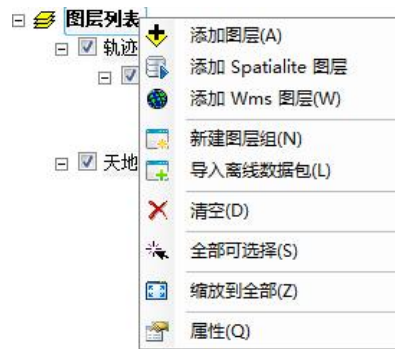 图层列表
添加图层(A)
轨迹
添加 Spatialite 图层
添加 Wms 图层(W)
新建图层组(N)
天地
导入离线数据包(L)
清空(D)
全部可选择(S)
缩放到全部(Z)
属性(Q)